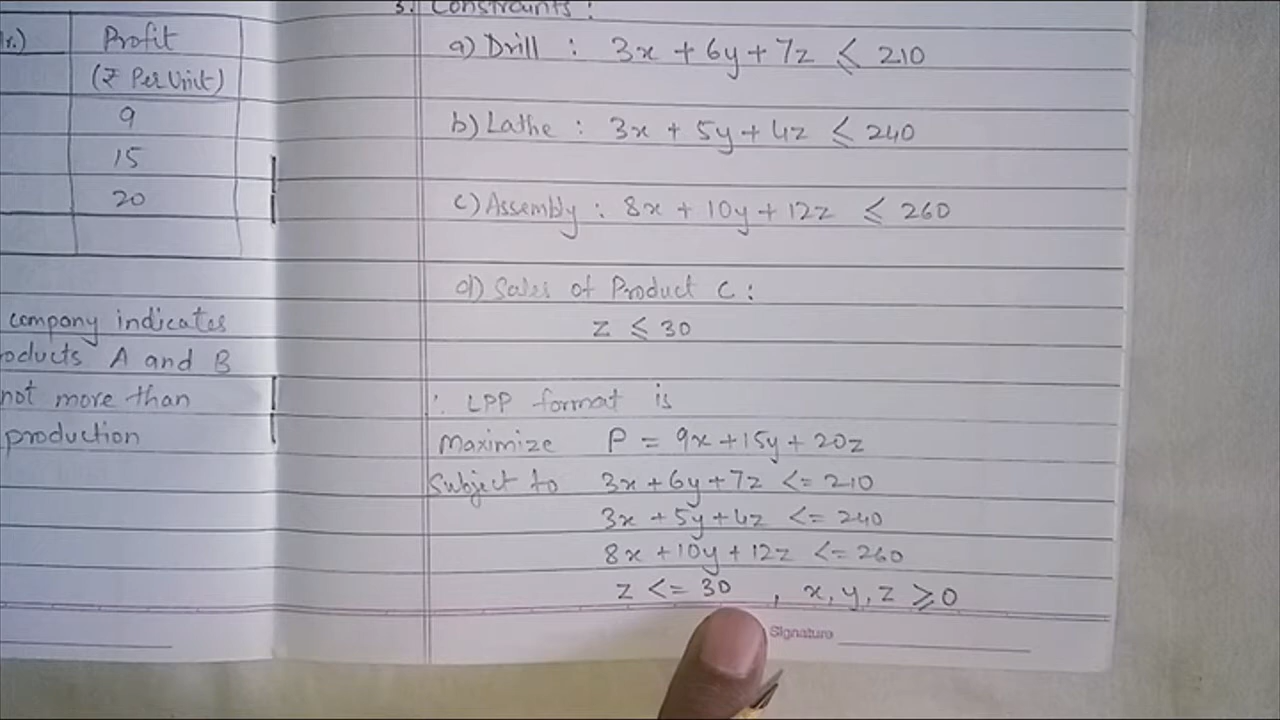 r.)
Profit
(₹ Per Unit)
9
15
20
company indicates
oducts A and B
not more than
production
3. Constraints :
a) Drill : 3x + 6y + 7z ≤ 210
b) Lathe : 3x + 5y + 4z ≤ 240
c) Assembly : 8x + 10y + 12z ≤ 260
d) Sales of Product C :
z ≤ 30
∴ LPP format is
Maximize P = 9x + 15y + 20z
Subject to 3x + 6y + 7z <= 210
3x + 5y + 4z <= 240
8x + 10y + 12z <= 260
z <= 30 , x, y, z ≥ 0
Signature